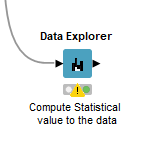 Data Explorer
Compute Statistical
value to the data